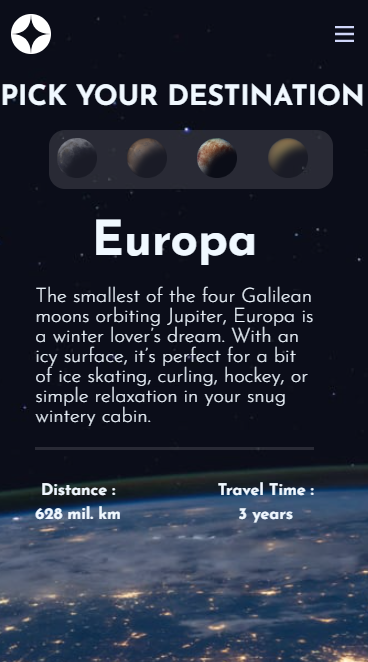 PICK YOUR DESTINATION
Europa
The smallest of the four Galilean
moons orbiting Jupiter, Europa is
a winter lover's dream. With an
icy surface, it's perfect for a bit
of ice skating, curling, hockey, or
simple relaxation in your snug
wintery cabin.
Distance :
628 mil. km
Travel Time :
3 years